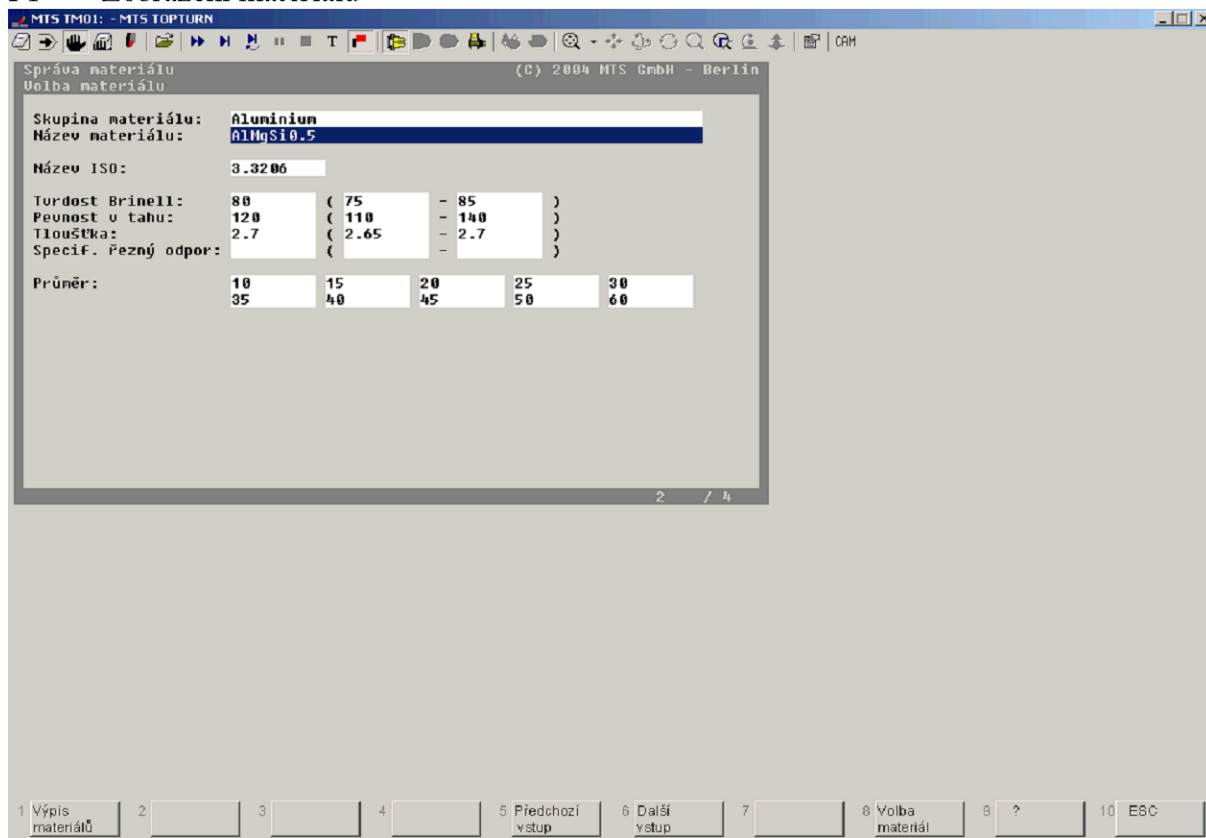 MTS TM01: - MTS TOPTURN
T CAM
Správa materiálu (C) 2004 MTS GmbH - Berlin
Volba materiálu
Skupina materiálu: Aluminium
Název materiálu: AlMgSi0.5
Název ISO: 3.3206
Tvrdost Brinell: 80 ( 75 - 85 )
Pevnost v tahu: 120 ( 110 - 140 )
Tloušťka: 2.7 ( 2.65 - 2.7 )
Specif. řezný odpor: ( - )
Průměr: 10 15 20 25 30
35 40 45 50 60
2 / 4
1 Výpis materiálů 2 3 4 5 Předchozí vstup 6 Další vstup 7 8 Volba materiál 9 ? 10 ESC